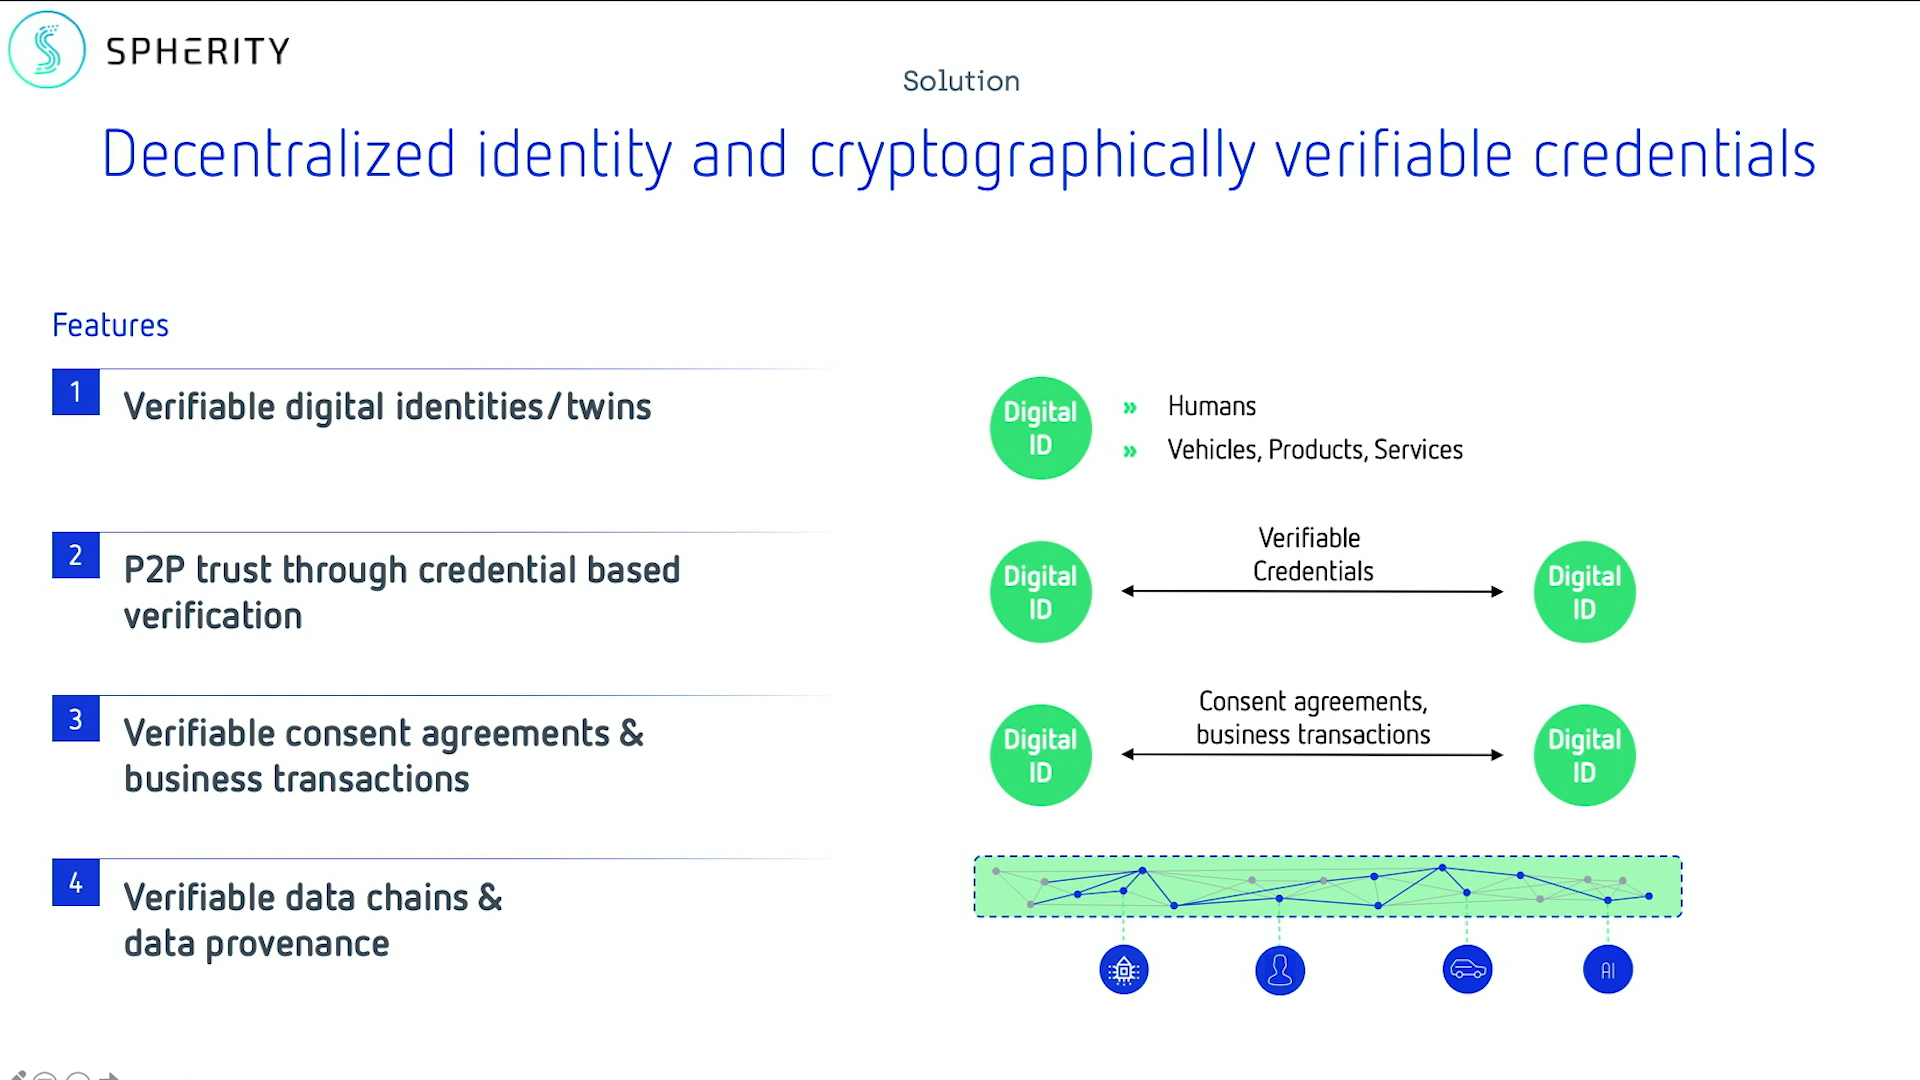 SPHERITY
Solution
Decentralized identity and cryptographically verifiable credentials
Features
1
Verifiable digital identities/twins
Digital
ID
» Humans
» Vehicles, Products, Services
2
P2P trust through credential based
verification
Digital
ID
Verifiable
Credentials
Digital
ID
3
Verifiable consent agreements &
business transactions
Digital
ID
Consent agreements,
business transactions
Digital
ID
4
Verifiable data chains &
data provenance
AI